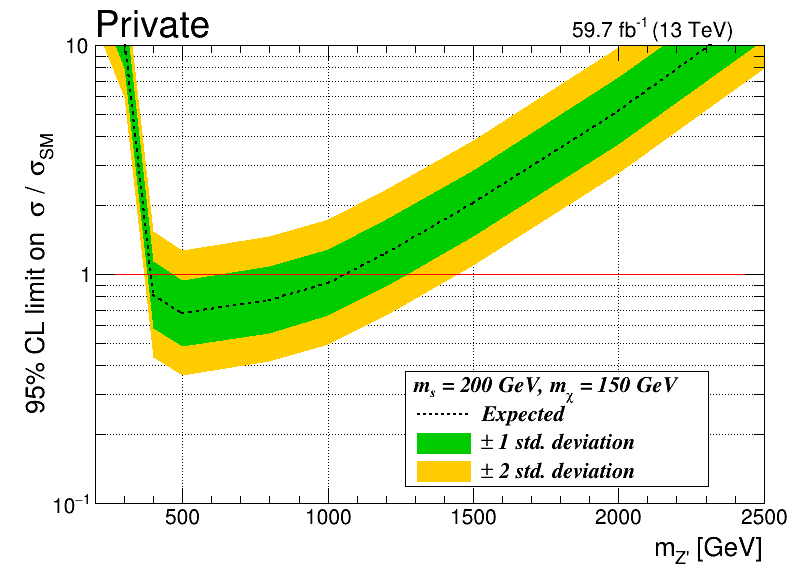 Private
59.7 fb⁻¹ (13 TeV)
95% CL limit on σ / σ_SM
10
1
10⁻¹
m_s = 200 GeV, m_χ = 150 GeV
Expected
± 1 std. deviation
± 2 std. deviation
500 1000 1500 2000 2500
m_Z' [GeV]